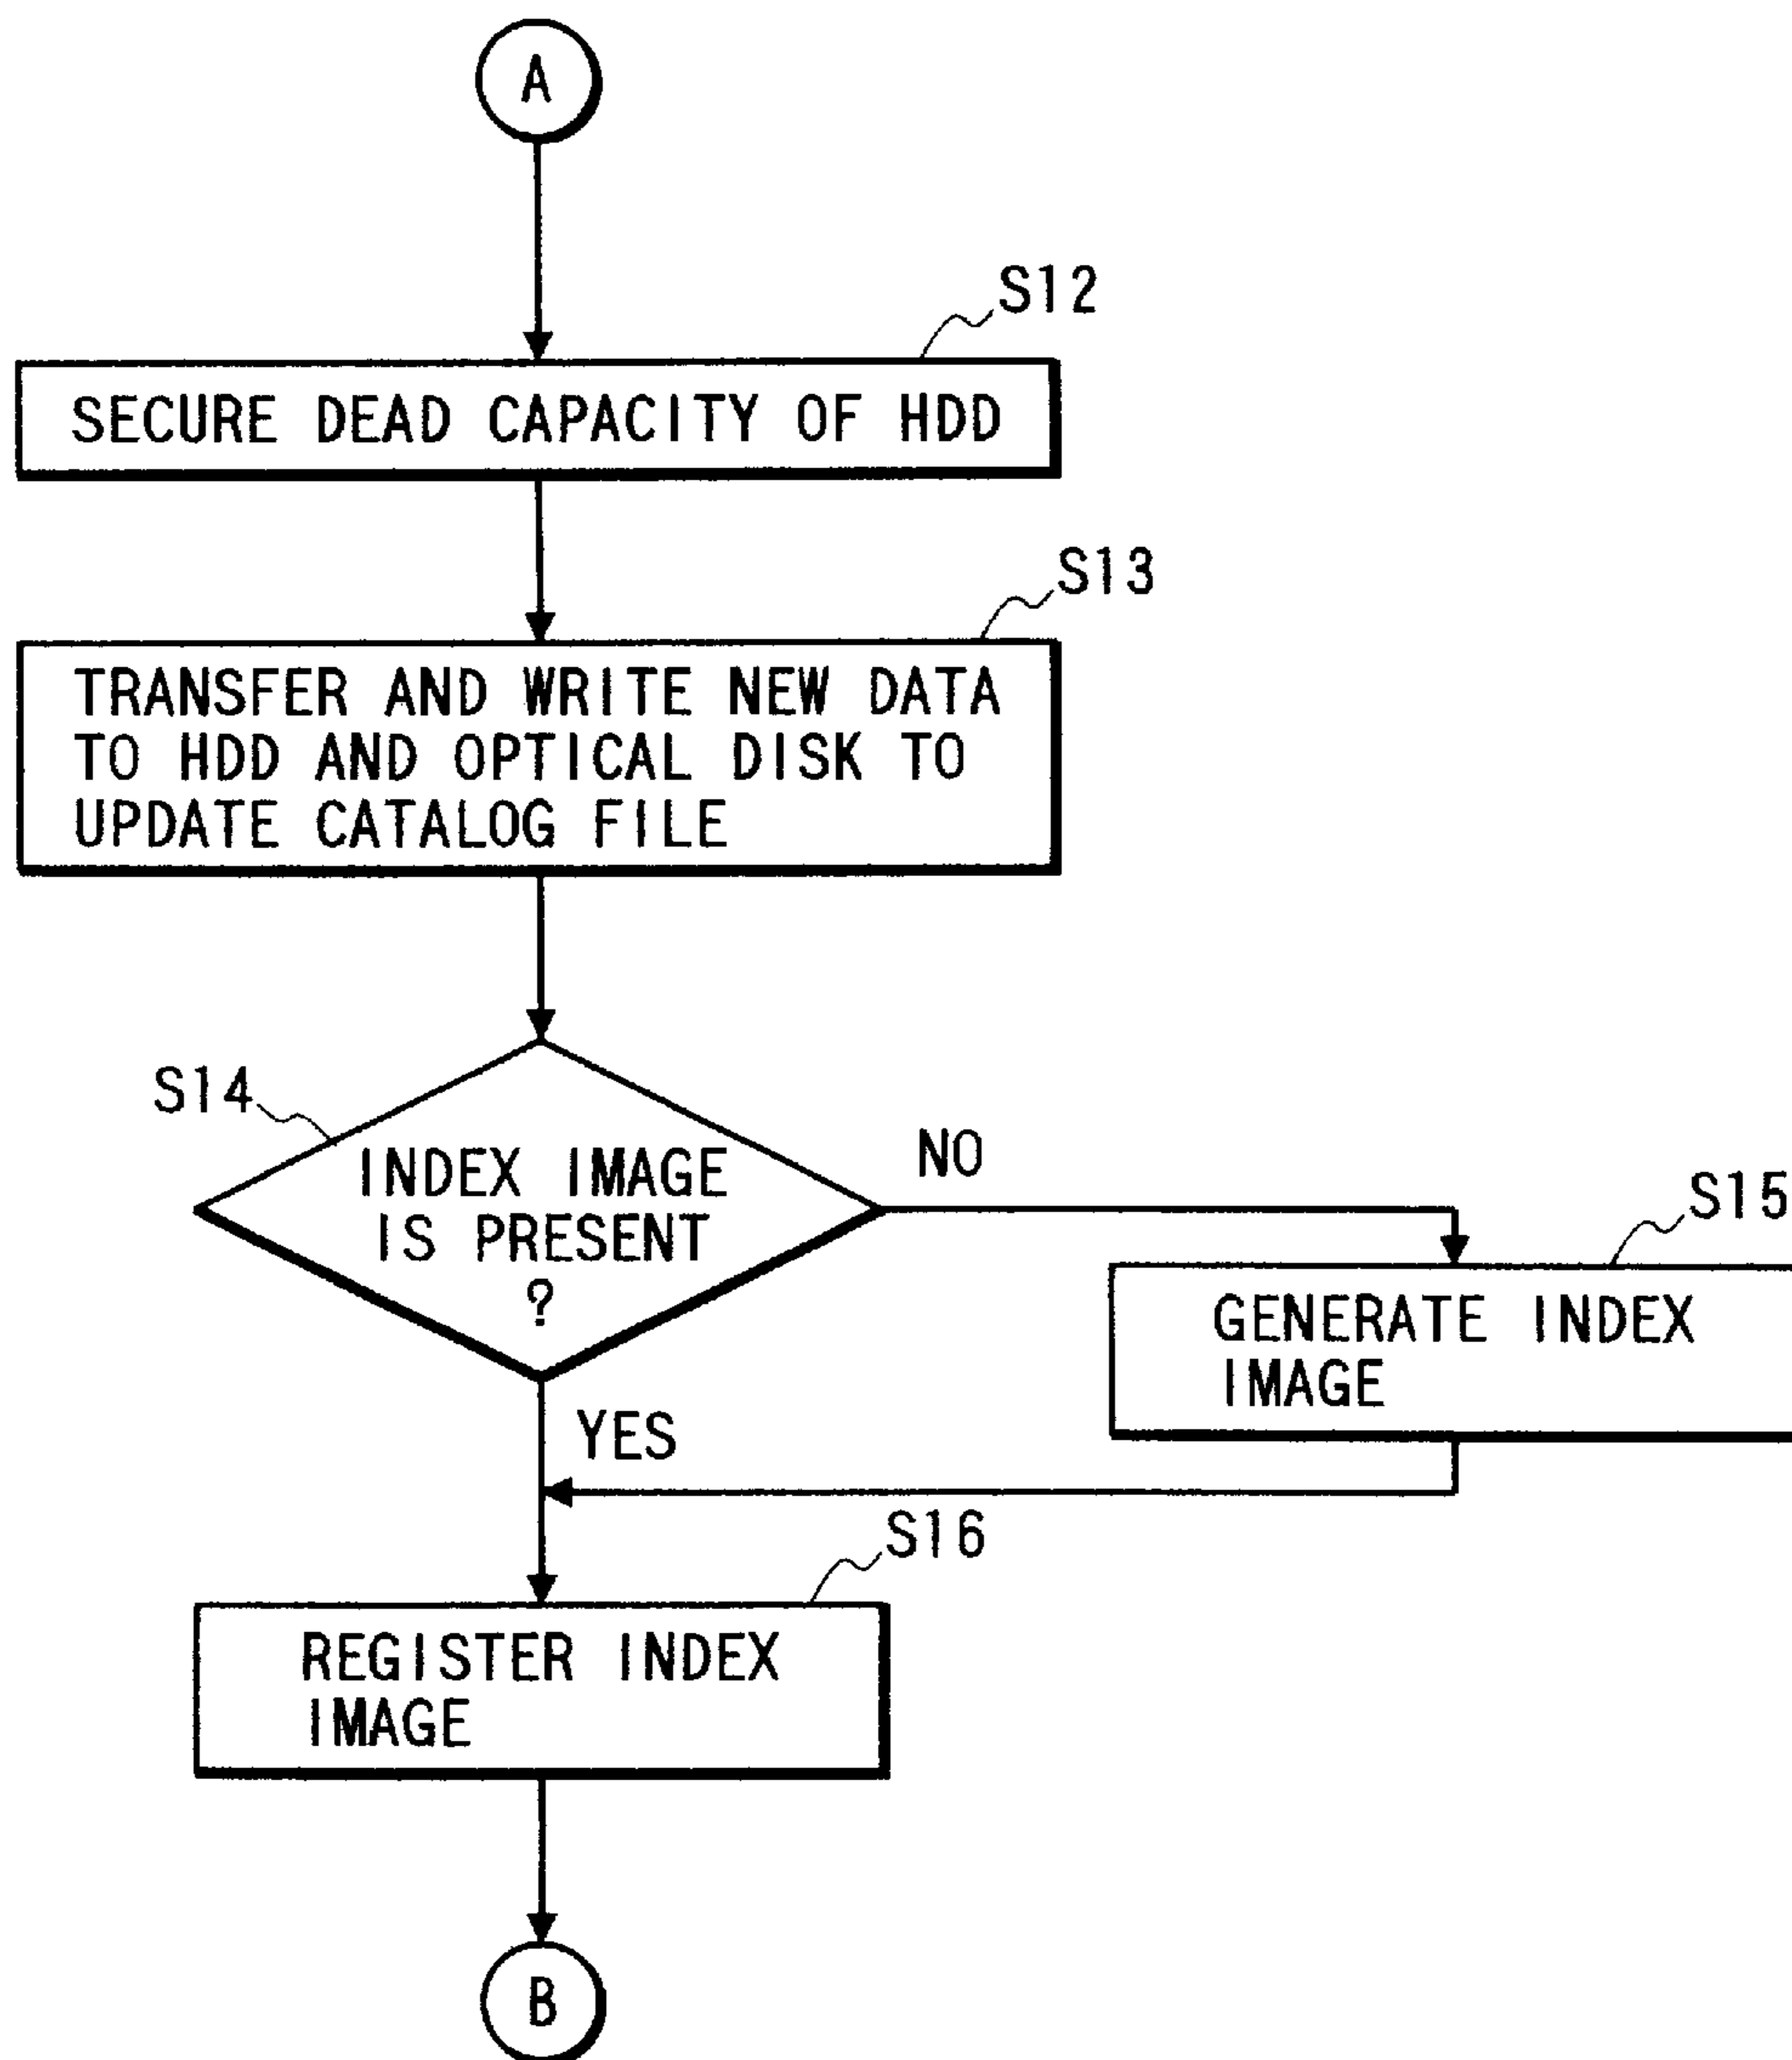 A
S12
SECURE DEAD CAPACITY OF HDD
S13
TRANSFER AND WRITE NEW DATA
TO HDD AND OPTICAL DISK TO
UPDATE CATALOG FILE
S14
INDEX IMAGE
IS PRESENT
?
NO
S15
GENERATE INDEX
IMAGE
YES
S16
REGISTER INDEX
IMAGE
B